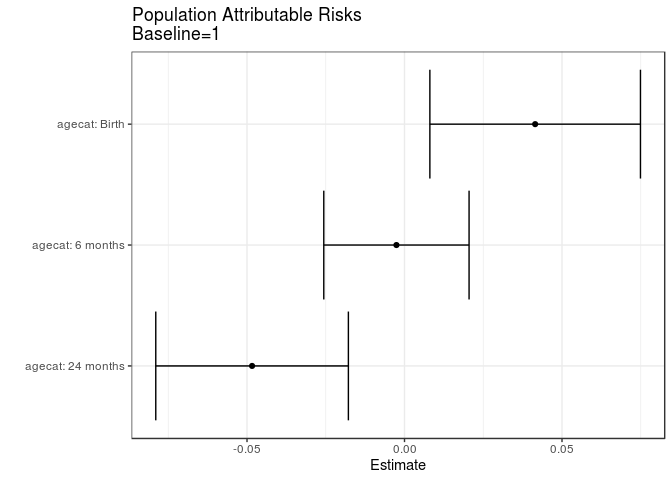 Population Attributable Risks
Baseline=1
agecat: Birth
agecat: 6 months
agecat: 24 months
-0.05
0.00
0.05
Estimate